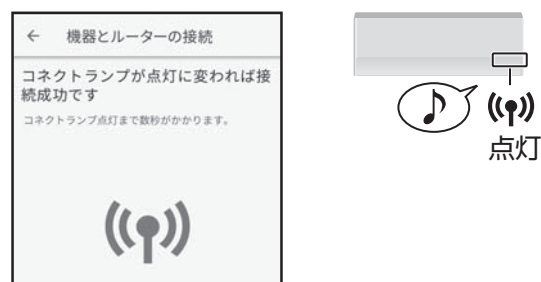 ← 機器とルーターの接続
コネクトランプが点灯に変われば接
続成功です
コネクトランプ点灯まで数秒がかかります。
点灯